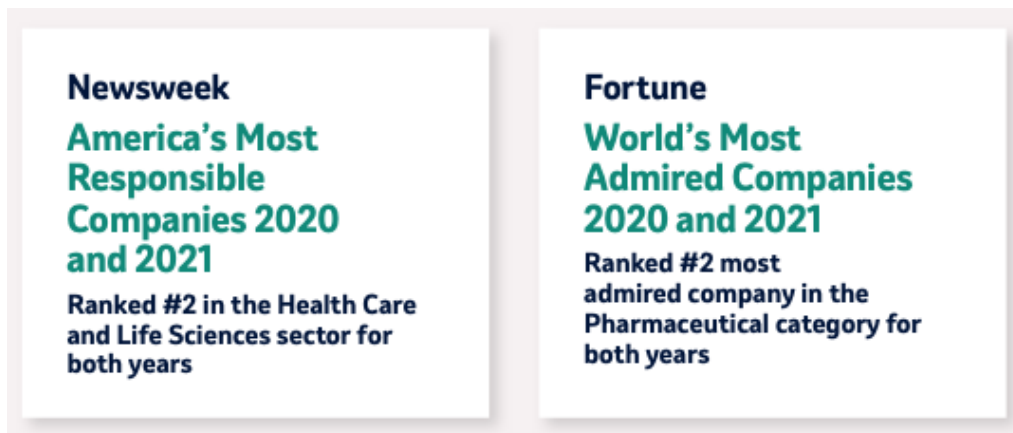 Newsweek
America's Most
Responsible
Companies 2020
and 2021
Ranked #2 in the Health Care
and Life Sciences sector for
both years
Fortune
World's Most
Admired Companies
2020 and 2021
Ranked #2 most
admired company in the
Pharmaceutical category for
both years